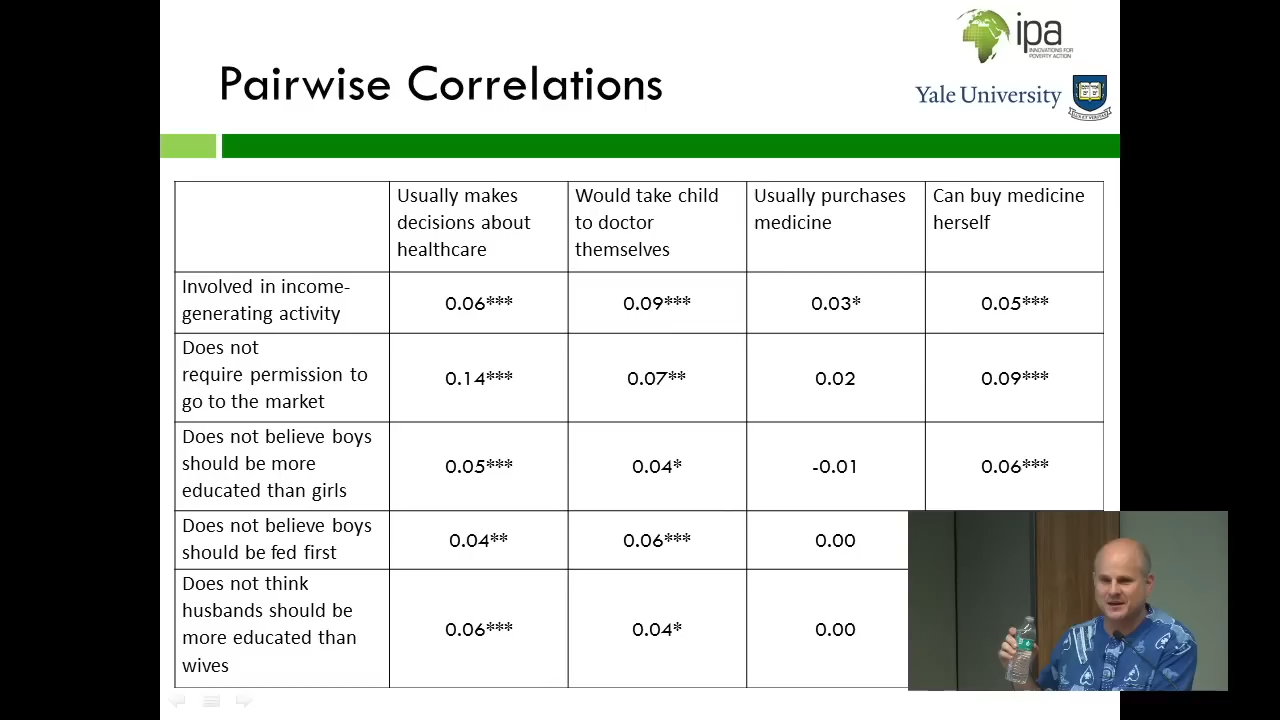 ipa
INNOVATIONS FOR
POVERTY ACTION
Pairwise Correlations
Yale University
Usually makes
decisions about
healthcare
Would take child
to doctor
themselves
Usually purchases
medicine
Can buy medicine
herself
Involved in income-
generating activity
0.06***
0.09***
0.03*
0.05***
Does not
require permission to
go to the market
0.14***
0.07**
0.02
0.09***
Does not believe boys
should be more
educated than girls
0.05***
0.04*
-0.01
0.06***
Does not believe boys
should be fed first
0.04**
0.06***
0.00
Does not think
husbands should be
more educated than
wives
0.06***
0.04*
0.00